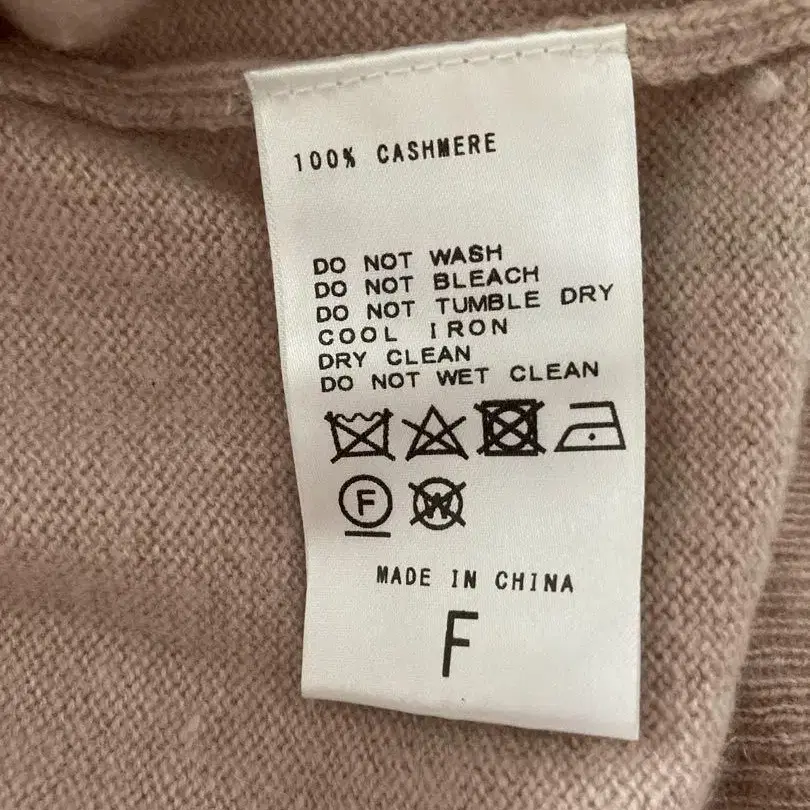 100% CASHMERE
DO NOT WASH
DO NOT BLEACH
DO NOT TUMBLE DRY
COOL IRON
DRY CLEAN
DO NOT WET CLEAN
F W
MADE IN CHINA
F